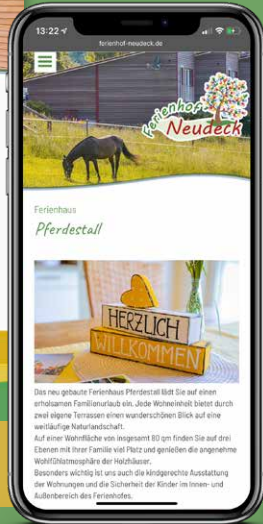 13:22
ferienhof-neudeck.de
Ferienhof
Neudeck
Ferienhaus
Pferdestall
HERZLICH
WILLKOMMEN
Das neu gebaute Ferienhaus Pferdestall lädt Sie auf einen
erholsamen Familienurlaub ein. Jede Wohneinheit bietet durch
zwei eigene Terrassen einen wunderschönen Blick auf eine
weitläufige Naturlandschaft.
Auf einer Wohnfläche von insgesamt 80 qm finden Sie auf drei
Ebenen mit Ihrer Familie viel Platz und genießen die angenehme
Wohlfühlatmosphäre der Holzhäuser.
Besonders wichtig ist uns auch die kindgerechte Ausstattung
der Wohnungen und die Sicherheit der Kinder im Innen- und
Außenbereich des Ferienhofes.